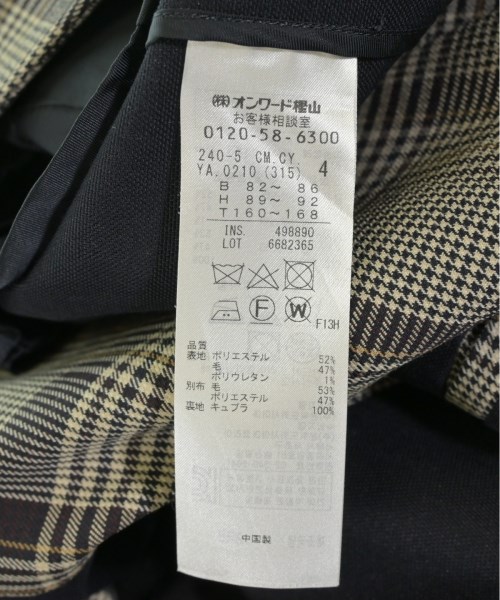 ㈱オンワード樫山
お客様相談室
0120-58-6300
240-5 CM.CY. 4
YA.0210 (315)
B 82～ 86
H 89～ 92
T160～168
INS. 498890
LOT 6682365
F
W
F13H
品質
表地 ポリエステル 52%
毛 47%
ポリウレタン 1%
別布 毛 53%
ポリエステル 47%
裏地 キュプラ 100%
中国製